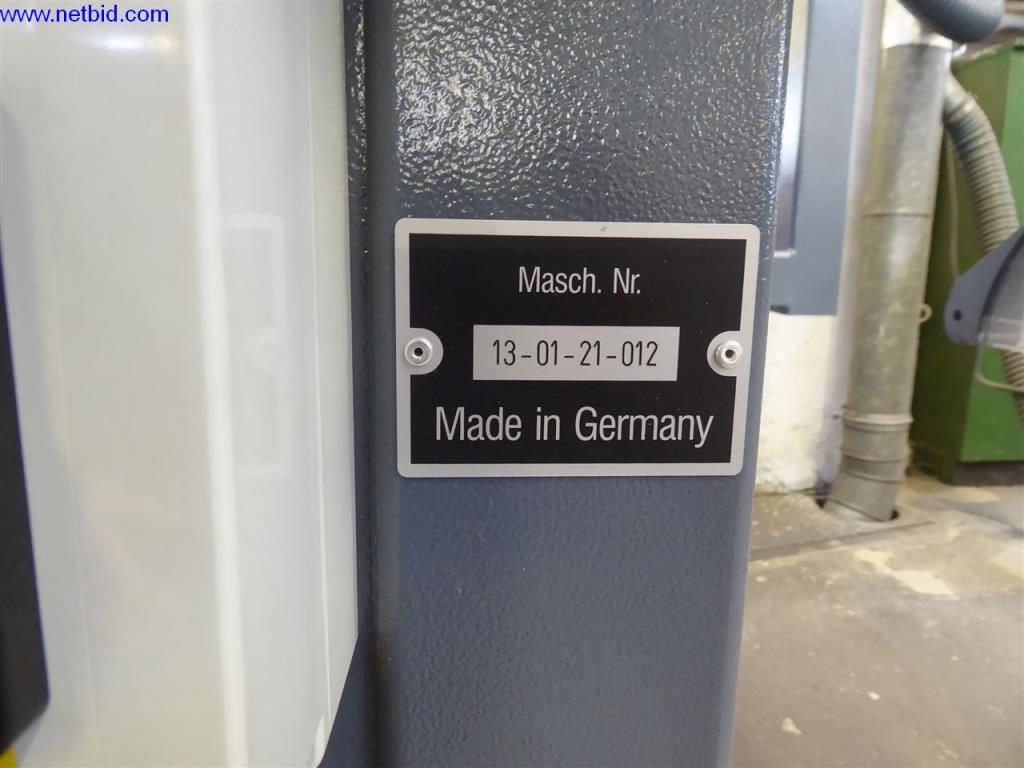 www.netbid.com
Masch. Nr.
13-01-21-012
Made in Germany